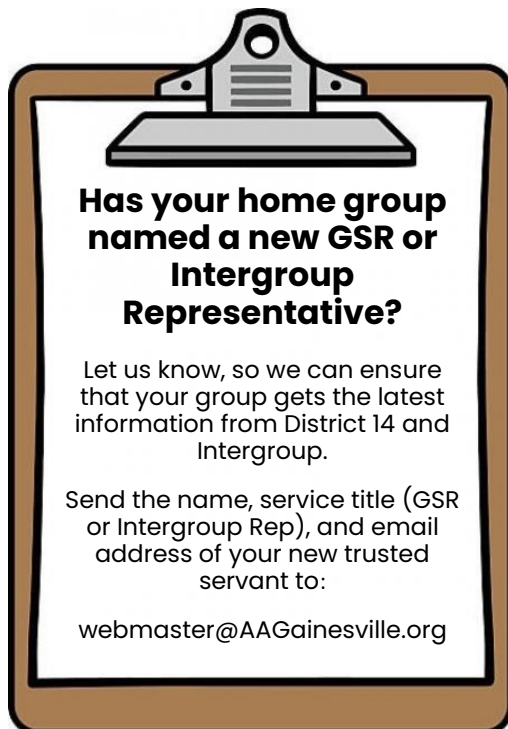 Has your home group
named a new GSR or
Intergroup
Representative?
Let us know, so we can ensure
that your group gets the latest
information from District 14 and
Intergroup.
Send the name, service title (GSR
or Intergroup Rep), and email
address of your new trusted
servant to:
webmaster@AAGainesville.org